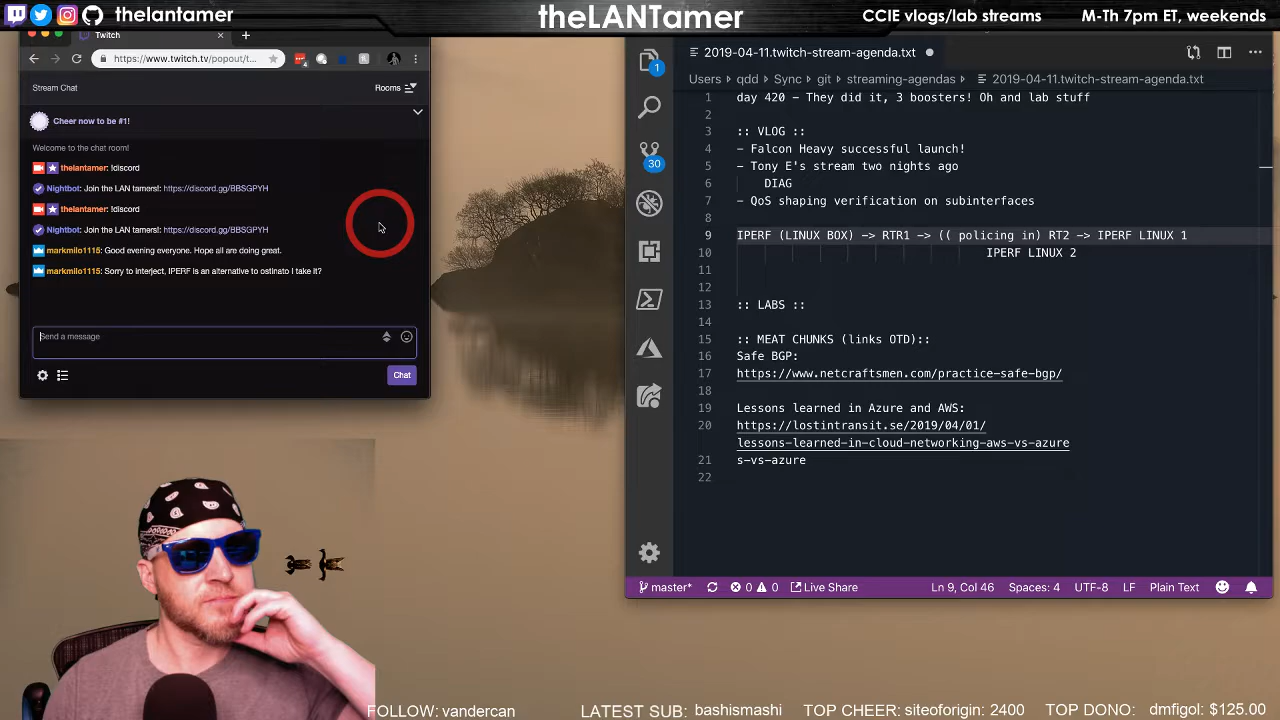 thelantamer
theLANTamer
CCIE vlogs/lab streams
M-Th 7pm ET, weekends
Twitch
https://www.twitch.tv/popout/t...
Stream Chat
Rooms
Cheer now to be #1!
Welcome to the chat room!
thelantamer: !discord
Nightbot: Join the LAN tamers!: https://discord.gg/BBSGPYH
thelantamer: !discord
Nightbot: Join the LAN tamers!: https://discord.gg/BBSGPYH
markmilo1115: Good evening everyone. Hope all are doing great.
markmilo1115: Sorry to interject, IPERF is an alternative to ostinato I take it?
Send a message
Chat
2019-04-11.twitch-stream-agenda.txt
Users qdd Sync git streaming-agendas 2019-04-11.twitch-stream-agenda.txt
1
30
1 day 420 - They did it, 3 boosters! Oh and lab stuff
2
3 :: VLOG ::
4 - Falcon Heavy successful launch!
5 - Tony E's stream two nights ago
6 DIAG
7 - QoS shaping verification on subinterfaces
8
9 IPERF (LINUX BOX) -> RTR1 -> (( policing in) RT2 -> IPERF LINUX 1
10 IPERF LINUX 2
11
12
13 :: LABS ::
14
15 :: MEAT CHUNKS (links OTD)::
16 Safe BGP:
17 https://www.netcraftsmen.com/practice-safe-bgp/
18
19 Lessons learned in Azure and AWS:
20 https://lostintransit.se/2019/04/01/
lessons-learned-in-cloud-networking-aws-vs-azure
21 s-vs-azure
22
master* 0 0 Live Share Ln 9, Col 46 Spaces: 4 UTF-8 LF Plain Text
FOLLOW: vandercan
LATEST SUB: bashismashi
TOP CHEER: siteoforigin: 2400
TOP DONO: dmfigol: $125.00